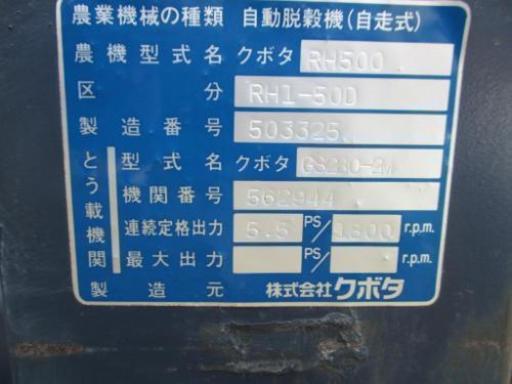 農業機械の種類 自動脱穀機(自走式)
農機型式名 クボタ RH500
区分 RH1-50D
製造番号 503325
とう載機関
型式名 クボタ
機関番号 562944
連続定格出力 5.5 PS/ 1800 r.p.m.
最大出力 PS/ r.p.m.
製造元 株式会社クボタ